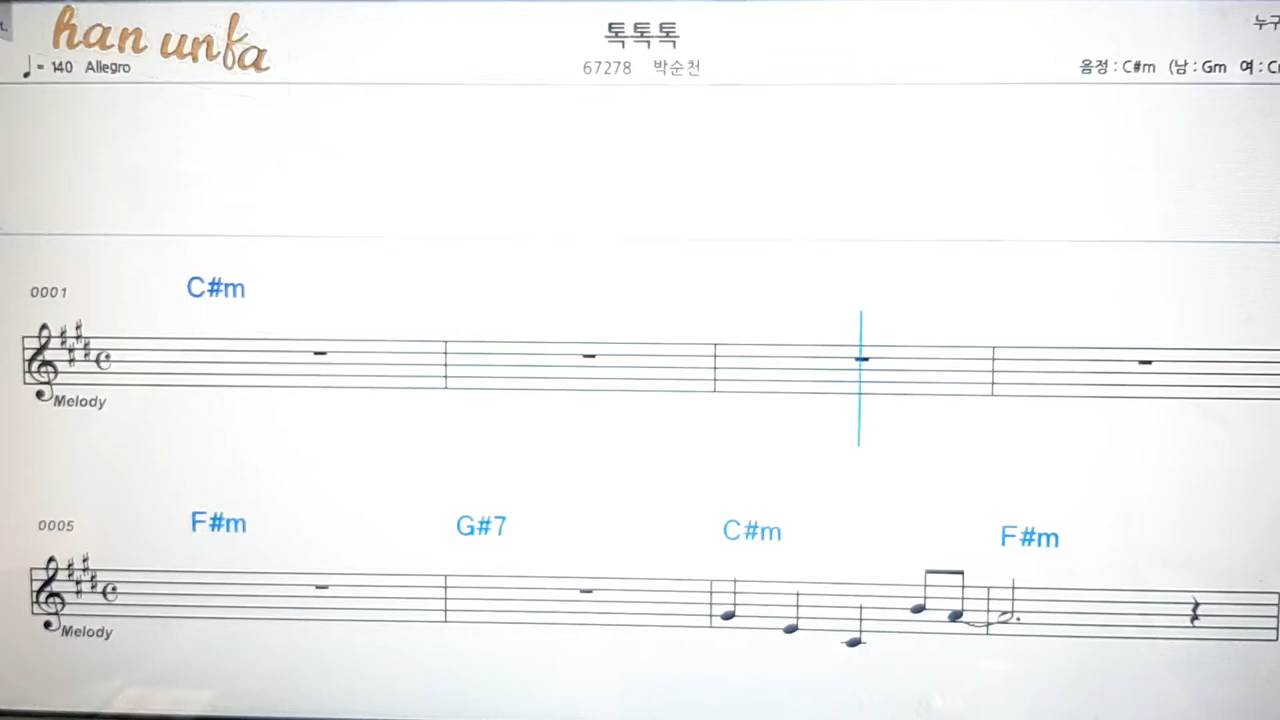 han unfa
톡톡톡
♩= 140 Allegro
67278 박순천
음정 : C#m (남 : Gm 여 :
0001
C#m
Melody
0005
F#m G#7 C#m F#m
Melody